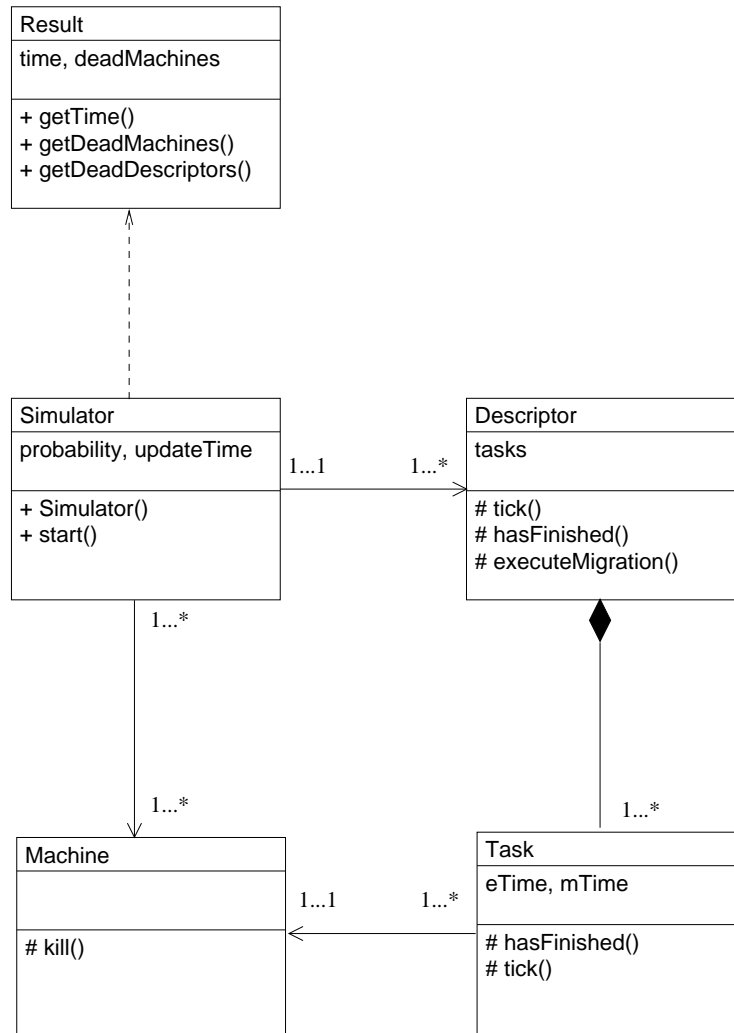 Result
time, deadMachines
+ getTime()
+ getDeadMachines()
+ getDeadDescriptors()
Simulator
probability, updateTime
+ Simulator()
+ start()
1...1
1...*
Descriptor
tasks
# tick()
# hasFinished()
# executeMigration()
1...*
1...*
1...*
Machine
# kill()
1...1
1...*
Task
eTime, mTime
# hasFinished()
# tick()